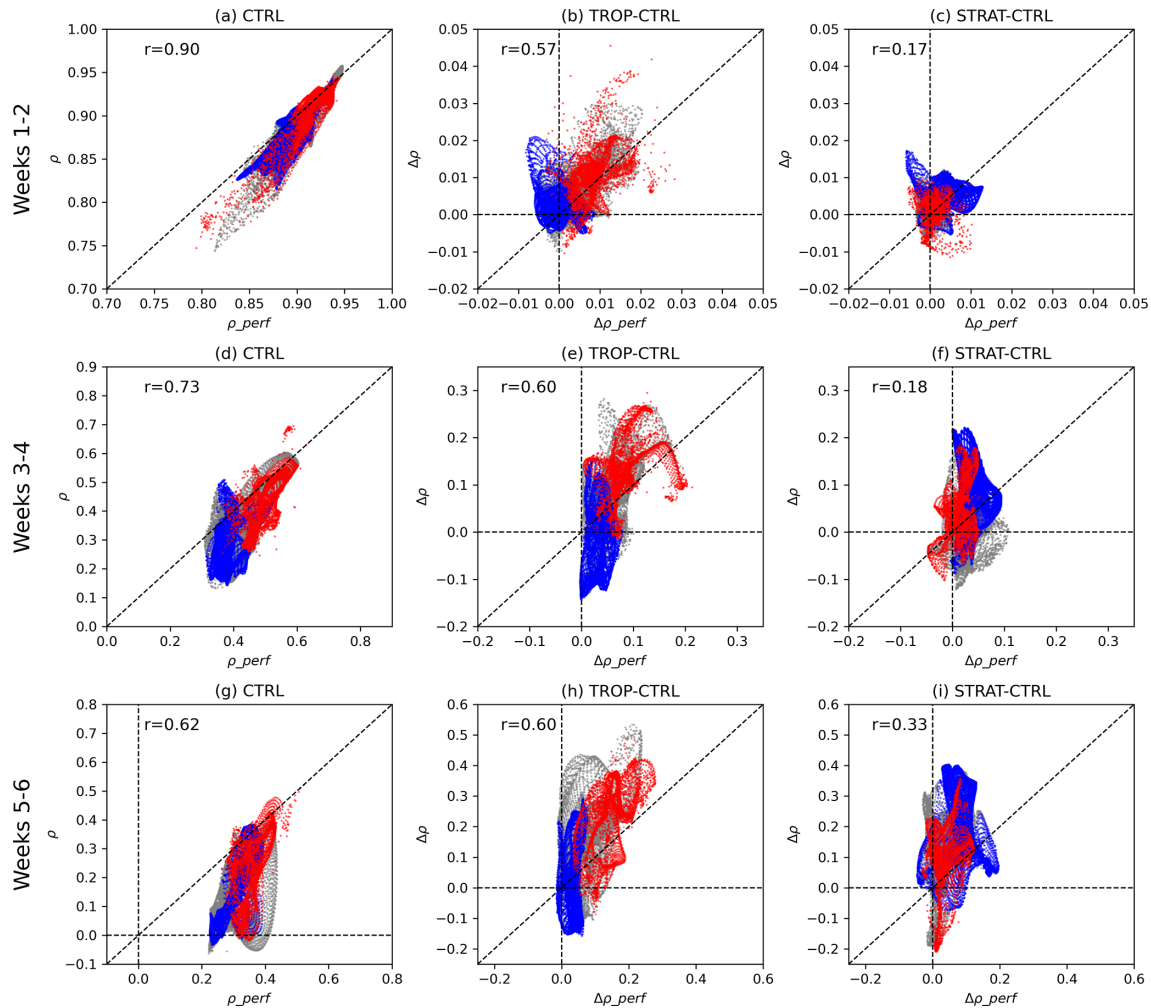 (a) CTRL
(b) TROP-CTRL
(c) STRAT-CTRL
Weeks 1-2
r=0.90
r=0.57
r=0.17
ρ
Δρ
Δρ
1.00
0.95
0.90
0.85
0.80
0.75
0.70
0.05
0.04
0.03
0.02
0.01
0.00
−0.01
−0.02
0.05
0.04
0.03
0.02
0.01
0.00
−0.01
−0.02
0.70 0.75 0.80 0.85 0.90 0.95 1.00
−0.02 −0.01 0.00 0.01 0.02 0.03 0.04 0.05
−0.02 −0.01 0.00 0.01 0.02 0.03 0.04 0.05
ρ_perf
Δρ_perf
Δρ_perf
(d) CTRL
(e) TROP-CTRL
(f) STRAT-CTRL
Weeks 3-4
r=0.73
r=0.60
r=0.18
ρ
Δρ
Δρ
0.9
0.8
0.7
0.6
0.5
0.4
0.3
0.2
0.1
0.0
0.3
0.2
0.1
0.0
−0.1
−0.2
0.3
0.2
0.1
0.0
−0.1
−0.2
0.0 0.2 0.4 0.6 0.8
−0.2 −0.1 0.0 0.1 0.2 0.3
−0.2 −0.1 0.0 0.1 0.2 0.3
ρ_perf
Δρ_perf
Δρ_perf
(g) CTRL
(h) TROP-CTRL
(i) STRAT-CTRL
Weeks 5-6
r=0.62
r=0.60
r=0.33
ρ
Δρ
Δρ
0.8
0.7
0.6
0.5
0.4
0.3
0.2
0.1
0.0
−0.1
0.6
0.5
0.4
0.3
0.2
0.1
0.0
−0.1
−0.2
0.6
0.5
0.4
0.3
0.2
0.1
0.0
−0.1
−0.2
0.0 0.2 0.4 0.6 0.8
−0.2 0.0 0.2 0.4 0.6
−0.2 0.0 0.2 0.4 0.6
ρ_perf
Δρ_perf
Δρ_perf